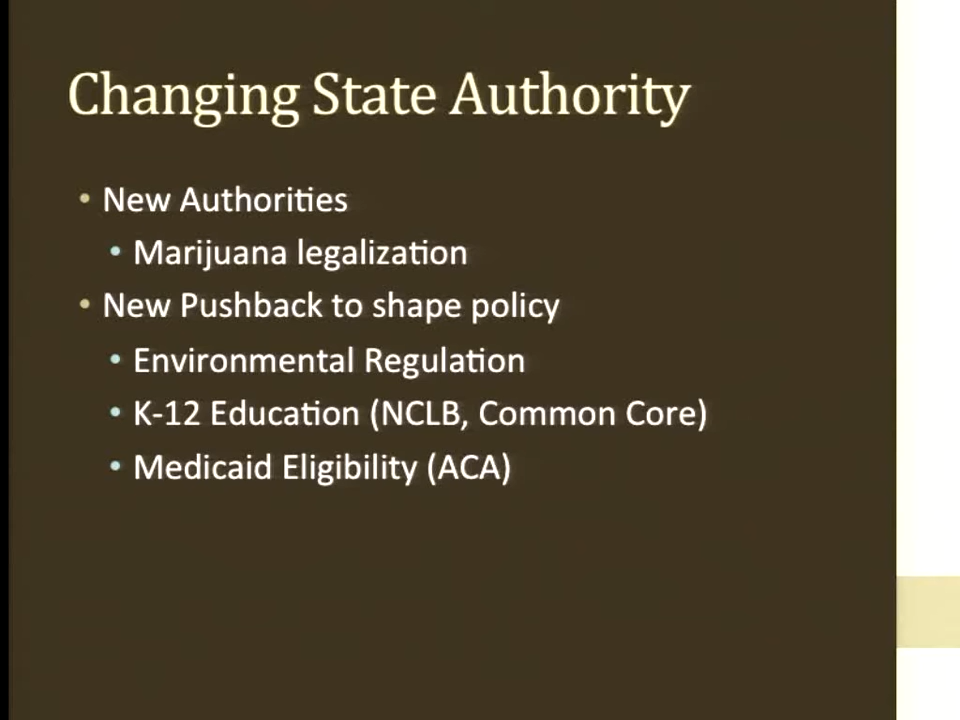 Changing State Authority
• New Authorities
• Marijuana legalization
• New Pushback to shape policy
• Environmental Regulation
• K-12 Education (NCLB, Common Core)
• Medicaid Eligibility (ACA)